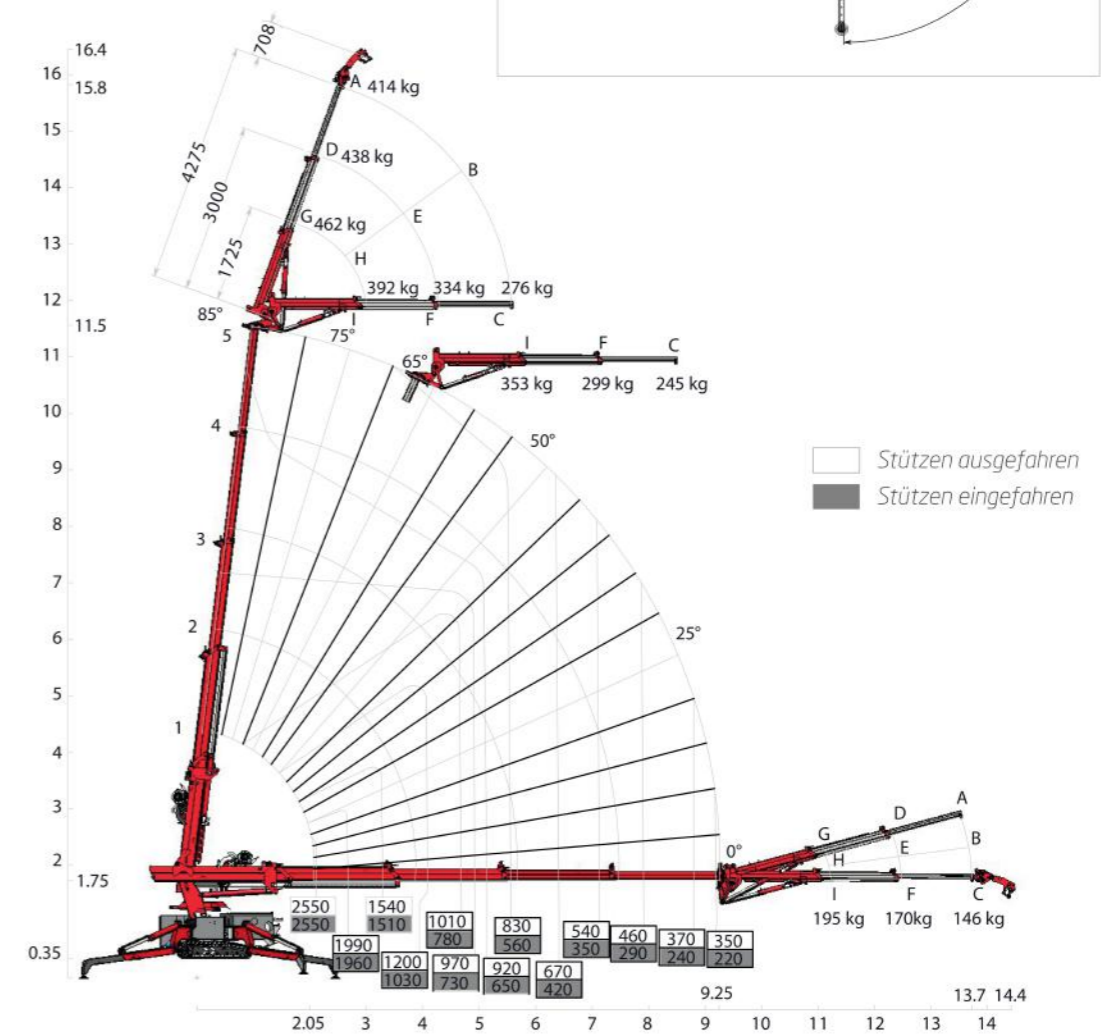 708
16.4
16
15.8
A 414 kg
15
4275
D 438 kg
B
14
3000
G 462 kg
E
13
1725
H
12
392 kg 334 kg 276 kg
85°
I F C
11.5
5
75°
11
65°
I F C
353 kg 299 kg 245 kg
10
4
50°
9
Stützen ausgefahren
Stützen eingefahren
8
3
7
2
6
25°
5
1
4
3
A
D
G
B
2
0°
H E
1.75
I F C
195 kg 170kg 146 kg
2550 1540 1010 830 540 460 370 350
2550 1510 780 560 350 290 240 220
1990 1200 970 920 670
1960 1030 730 650 420
0.35
9.25 13.7 14.4
2.05 3 4 5 6 7 8 9 10 11 12 13 14